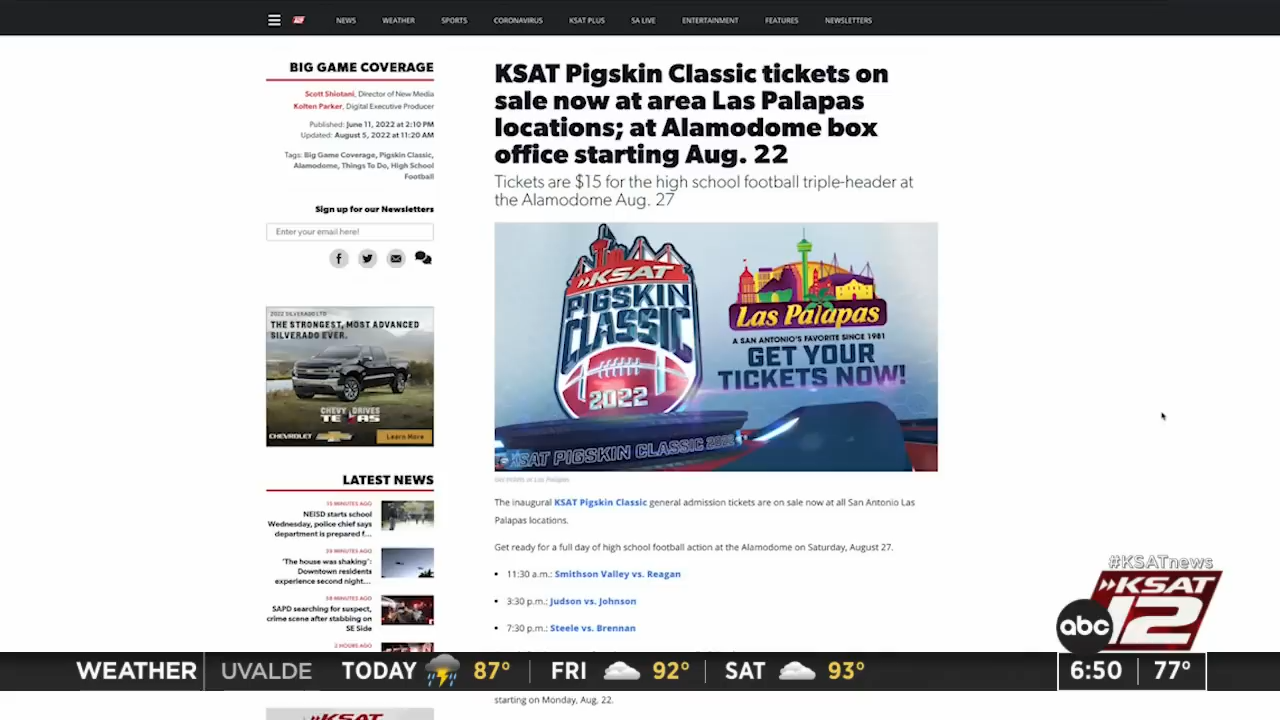 NEWS WEATHER SPORTS CORONAVIRUS KSAT PLUS SA LIVE ENTERTAINMENT FEATURES NEWSLETTERS
BIG GAME COVERAGE
Scott Shiotani, Director of New Media
Kolten Parker, Digital Executive Producer
Published: June 11, 2022 at 2:10 PM
Updated: August 5, 2022 at 11:20 AM
Tags: Big Game Coverage, Pigskin Classic,
Alamodome, Things To Do, High School
Football
Sign up for our Newsletters
Enter your email here!
2022 SILVERADO LTD
THE STRONGEST, MOST ADVANCED
SILVERADO EVER.
CHEVY DRIVES
TEXAS
CHEVROLET
Learn More
LATEST NEWS
15 MINUTES AGO
NEISD starts school
Wednesday, police chief says
department is prepared f...
39 MINUTES AGO
'The house was shaking':
Downtown residents
experience second night...
58 MINUTES AGO
SAPD searching for suspect,
crime scene after stabbing on
SE Side
2 HOURS AGO
KSAT
KSAT Pigskin Classic tickets on
sale now at area Las Palapas
locations; at Alamodome box
office starting Aug. 22
Tickets are $15 for the high school football triple-header at
the Alamodome Aug. 27
KSAT
PIGSKIN
CLASSIC
2022
Las Palapas
A SAN ANTONIO'S FAVORITE SINCE 1981
GET YOUR
TICKETS NOW!
KSAT PIGSKIN CLASSIC 2022
Get tickets at Las Palapas
The inaugural KSAT Pigskin Classic general admission tickets are on sale now at all San Antonio Las
Palapas locations.
Get ready for a full day of high school football action at the Alamodome on Saturday, August 27.
• 11:30 a.m.: Smithson Valley vs. Reagan
• 3:30 p.m.: Judson vs. Johnson
• 7:30 p.m.: Steele vs. Brennan
starting on Monday, Aug. 22.
#KSATnews
KSAT
abc 12
WEATHER UVALDE TODAY 87° FRI 92° SAT 93° 6:50 77°